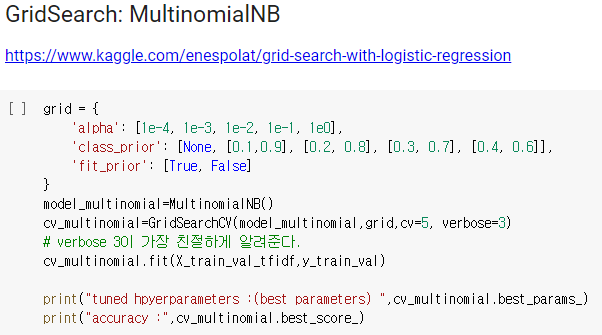 GridSearch: MultinomialNB
https://www.kaggle.com/enespolat/grid-search-with-logistic-regression
[ ] grid = {
    'alpha': [1e-4, 1e-3, 1e-2, 1e-1, 1e0],
    'class_prior': [None, [0.1,0.9], [0.2, 0.8], [0.3, 0.7], [0.4, 0.6]],
    'fit_prior': [True, False]
}
model_multinomial=MultinomialNB()
cv_multinomial=GridSearchCV(model_multinomial,grid,cv=5, verbose=3)
# verbose 3이 가장 친절하게 알려준다.
cv_multinomial.fit(X_train_val_tfidf,y_train_val)
print("tuned hpyerparameters :(best parameters) ",cv_multinomial.best_params_)
print("accuracy :",cv_multinomial.best_score_)